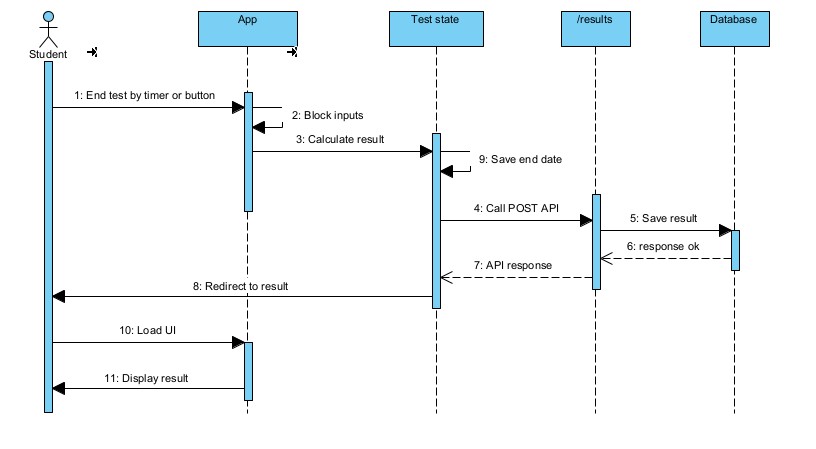 App
Test state
/results
Database
Student
1: End test by timer or button
2: Block inputs
3: Calculate result
9: Save end date
4: Call POST API
5: Save result
6: response ok
7: API response
8: Redirect to result
10: Load UI
11: Display result